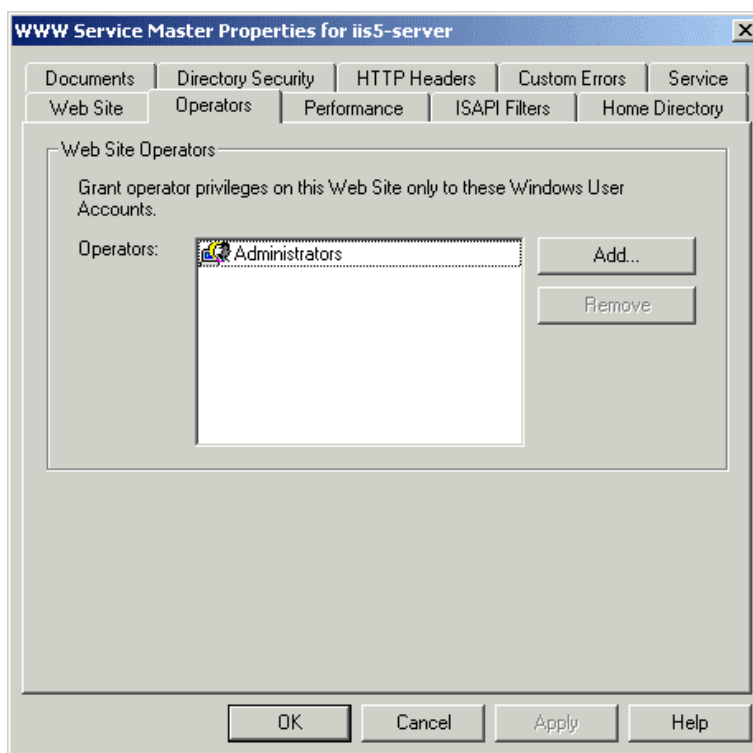 WWW Service Master Properties for iis5-server
Documents
Directory Security
HTTP Headers
Custom Errors
Service
Web Site
Operators
Performance
ISAPI Filters
Home Directory
Web Site Operators
Grant operator privileges on this Web Site only to these Windows User
Accounts.
Operators:
Administrators
Add...
Remove
OK
Cancel
Apply
Help